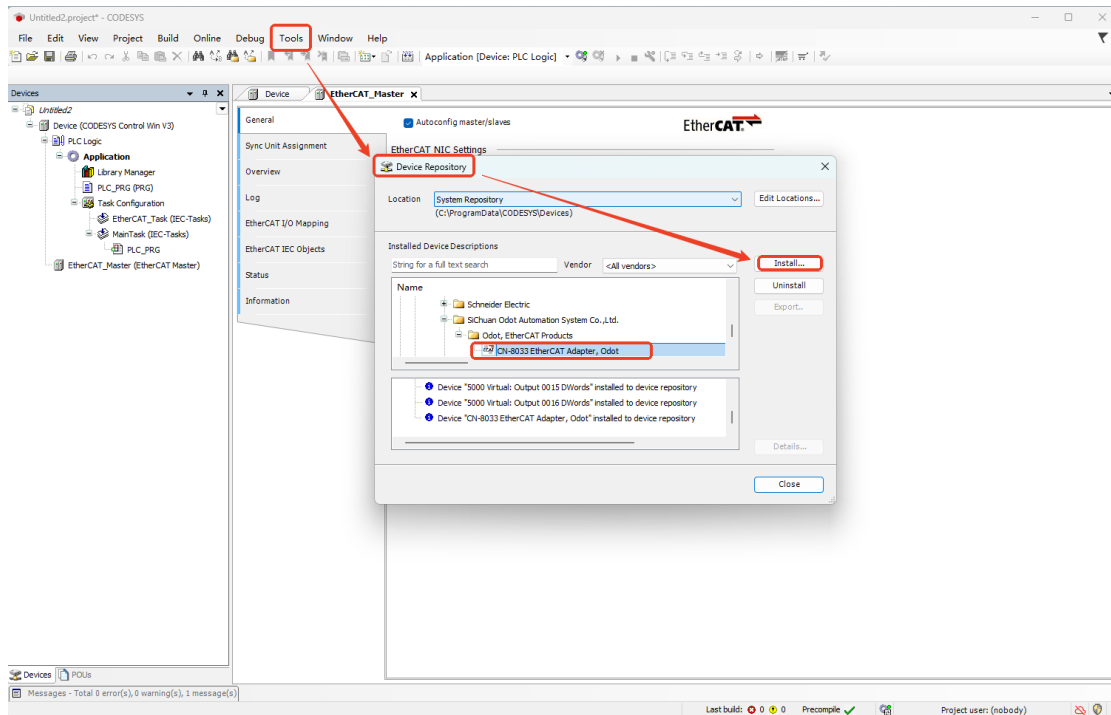 Untitled2.project* - CODESYS
File Edit View Project Build Online Debug Tools Window Help
Application [Device: PLC Logic]
Devices
Untitled2
Device (CODESYS Control Win V3)
PLC Logic
Application
Library Manager
PLC_PRG (PRG)
Task Configuration
EtherCAT_Task (IEC-Tasks)
MainTask (IEC-Tasks)
PLC_PRG
EtherCAT_Master (EtherCAT Master)
Devices POUs
Device EtherCAT_Master
General
Sync Unit Assignment
Overview
Log
EtherCAT I/O Mapping
EtherCAT IEC Objects
Status
Information
Autoconfig master/slaves
EtherCAT.
EtherCAT NIC Settings
Device Repository
Location System Repository Edit Locations...
(C:\ProgramData\CODESYS\Devices)
Installed Device Descriptions
String for a full text search Vendor <All vendors> Install...
Uninstall
Export..
Name
Schneider Electric
SiChuan Odot Automation System Co.,Ltd.
Odot, EtherCAT Products
CN-8033 EtherCAT Adapter, Odot
Device "5000 Virtual: Output 0015 DWords" installed to device repository
Device "5000 Virtual: Output 0016 DWords" installed to device repository
Device "CN-8033 EtherCAT Adapter, Odot" installed to device repository
Details...
Close
Messages - Total 0 error(s), 0 warning(s), 1 message(s)
Last build: 0 0 Precompile Project user: (nobody)